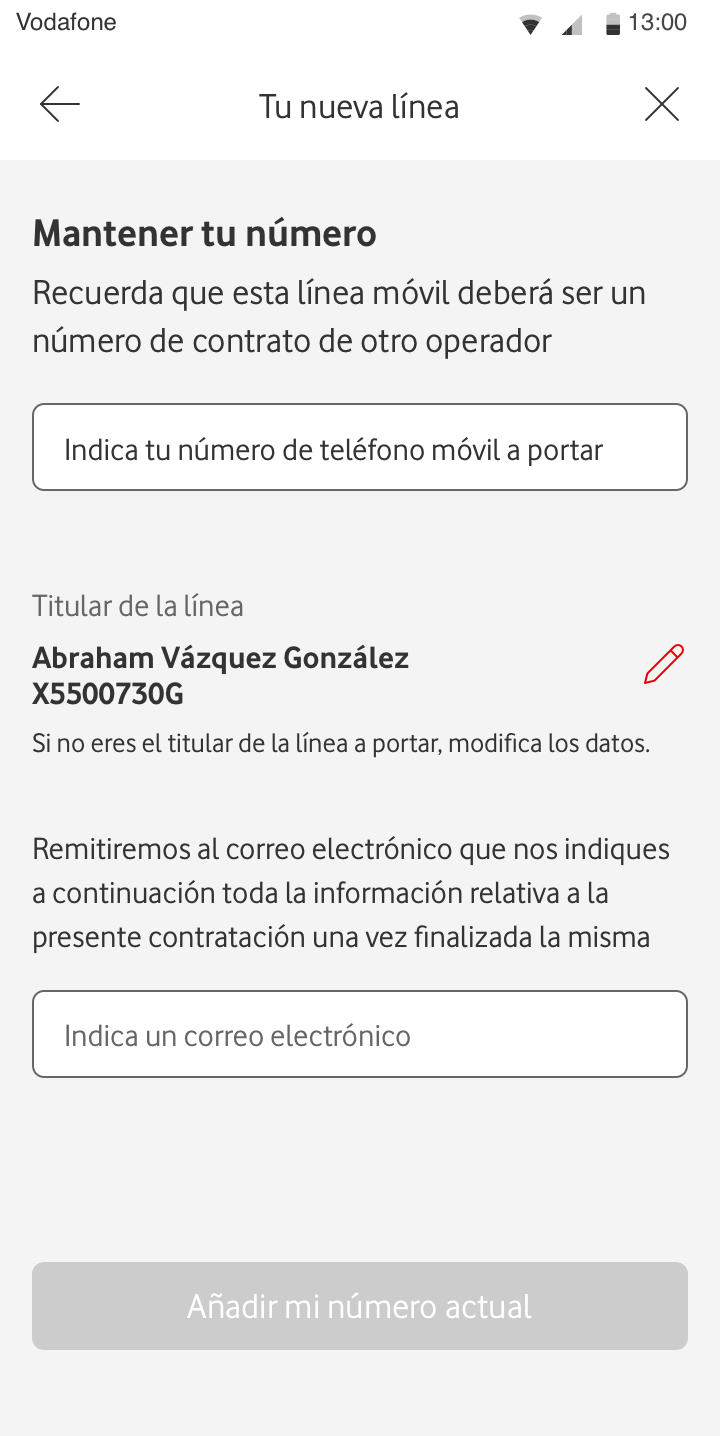 Vodafone
13:00
Tu nueva línea
Mantener tu número
Recuerda que esta línea móvil deberá ser un
número de contrato de otro operador
Indica tu número de teléfono móvil a portar
Titular de la línea
Abraham Vázquez González
X5500730G
Si no eres el titular de la línea a portar, modifica los datos.
Remitiremos al correo electrónico que nos indiques
a continuación toda la información relativa a la
presente contratación una vez finalizada la misma
Indica un correo electrónico
Añadir mi número actual